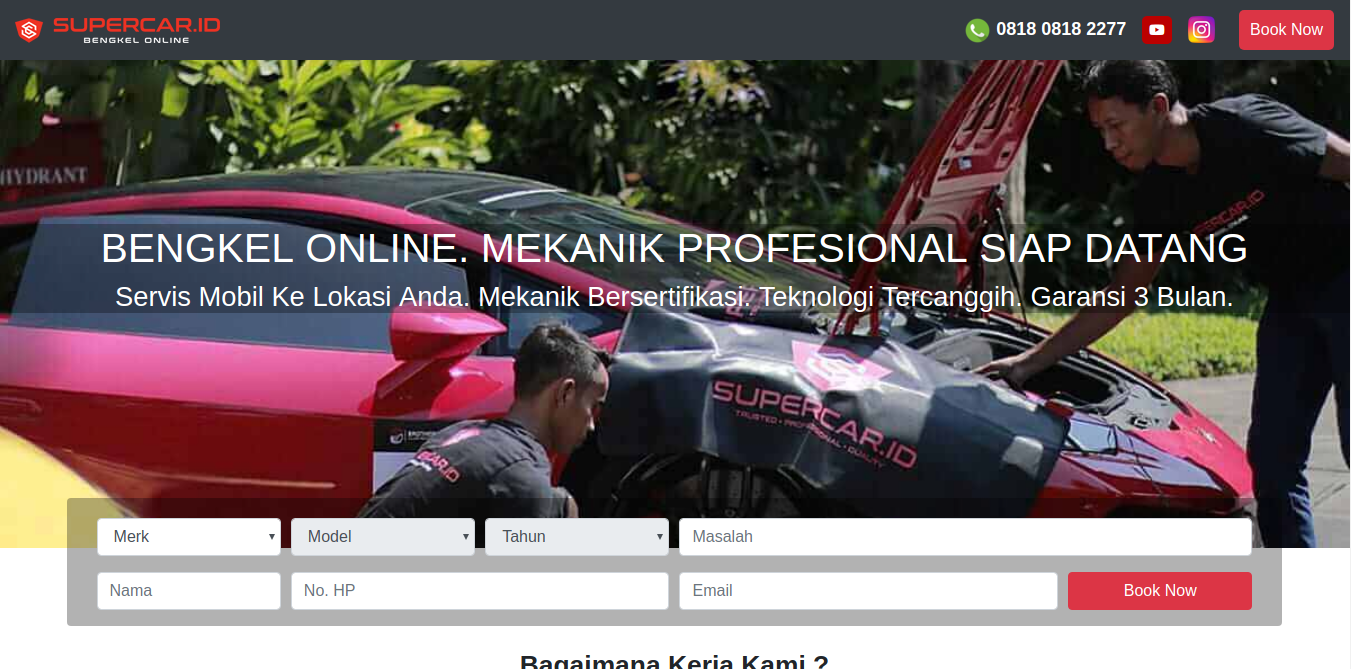 SUPERCAR.ID
BENGKEL ONLINE
0818 0818 2277
Book Now
HYDRANT
BENGKEL ONLINE. MEKANIK PROFESIONAL SIAP DATANG
Servis Mobil Ke Lokasi Anda. Mekanik Bersertifikasi. Teknologi Tercanggih. Garansi 3 Bulan.
SUPERCAR.ID
TRUSTED • PROFESSIONAL • QUALITY
Merk
Model
Tahun
Masalah
Nama
No. HP
Email
Book Now
Bagaimana Kerja Kami ?